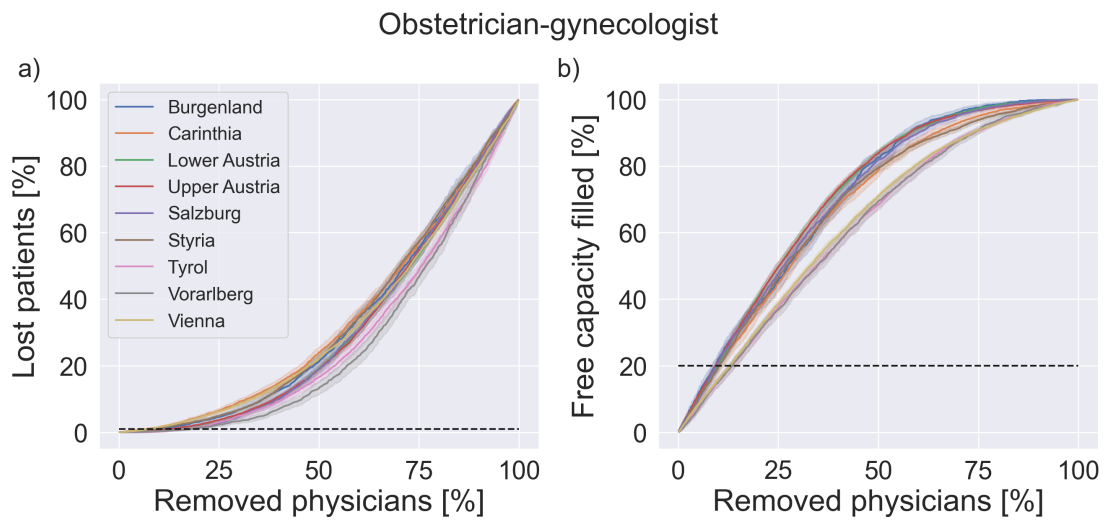 Obstetrician-gynecologist
a)
Lost patients [%]
100
80
60
40
20
0
Burgenland
Carinthia
Lower Austria
Upper Austria
Salzburg
Styria
Tyrol
Vorarlberg
Vienna
0 25 50 75 100
Removed physicians [%]
b)
Free capacity filled [%]
100
80
60
40
20
0
0 25 50 75 100
Removed physicians [%]